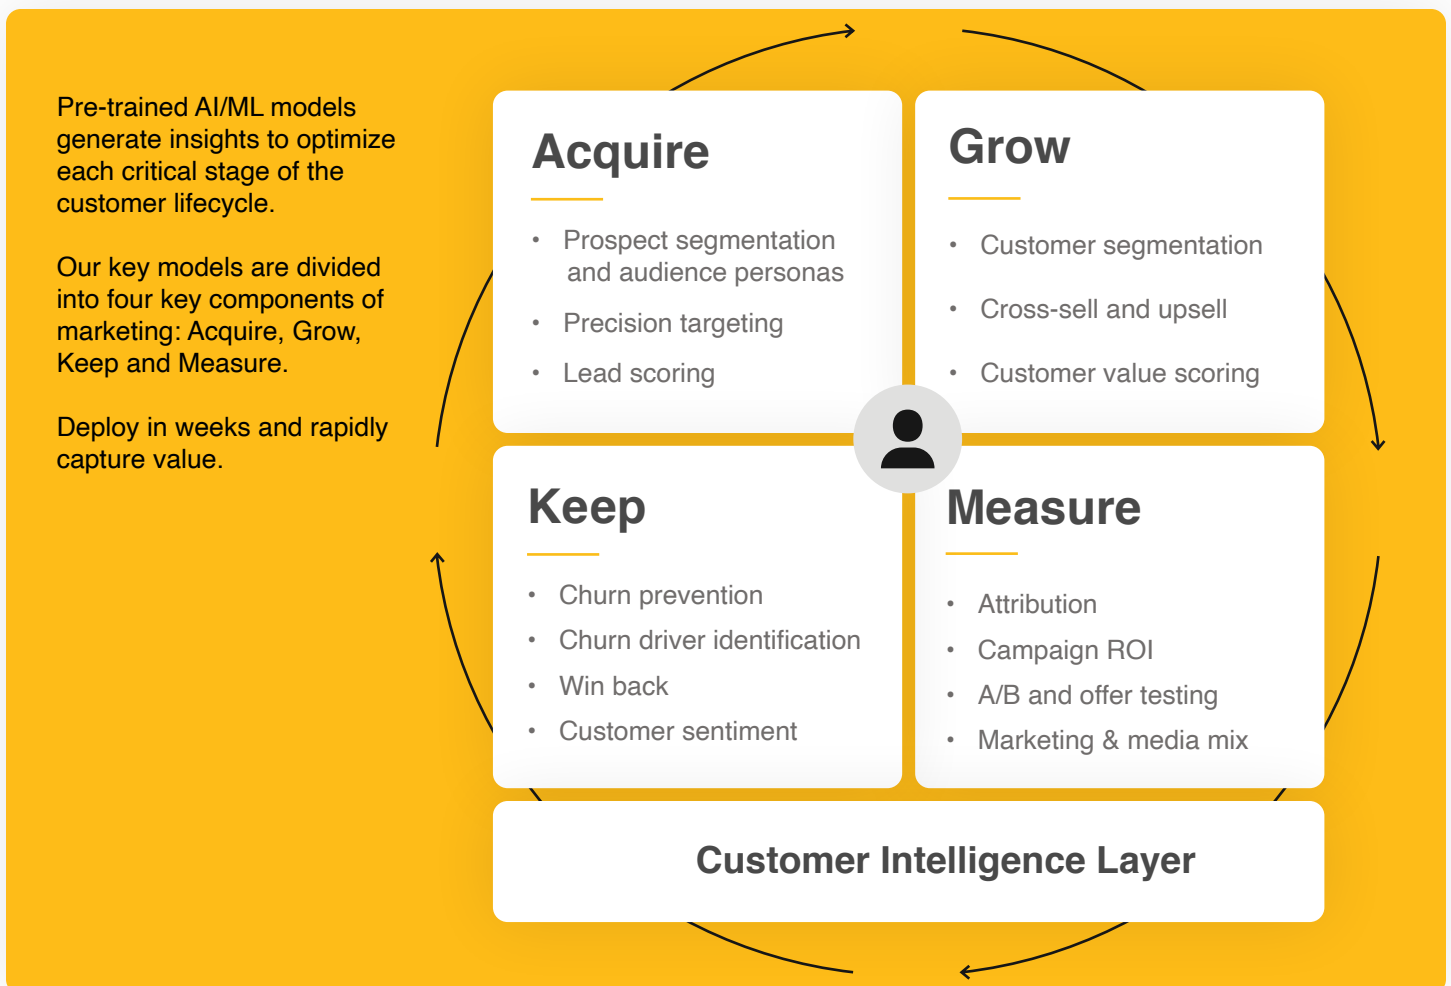 Pre-trained AI/ML models
generate insights to optimize
each critical stage of the
customer lifecycle.
Our key models are divided
into four key components of
marketing: Acquire, Grow,
Keep and Measure.
Deploy in weeks and rapidly
capture value.
Acquire
• Prospect segmentation
and audience personas
• Precision targeting
• Lead scoring
Grow
• Customer segmentation
• Cross-sell and upsell
• Customer value scoring
Keep
• Churn prevention
• Churn driver identification
• Win back
• Customer sentiment
Measure
• Attribution
• Campaign ROI
• A/B and offer testing
• Marketing & media mix
Customer Intelligence Layer